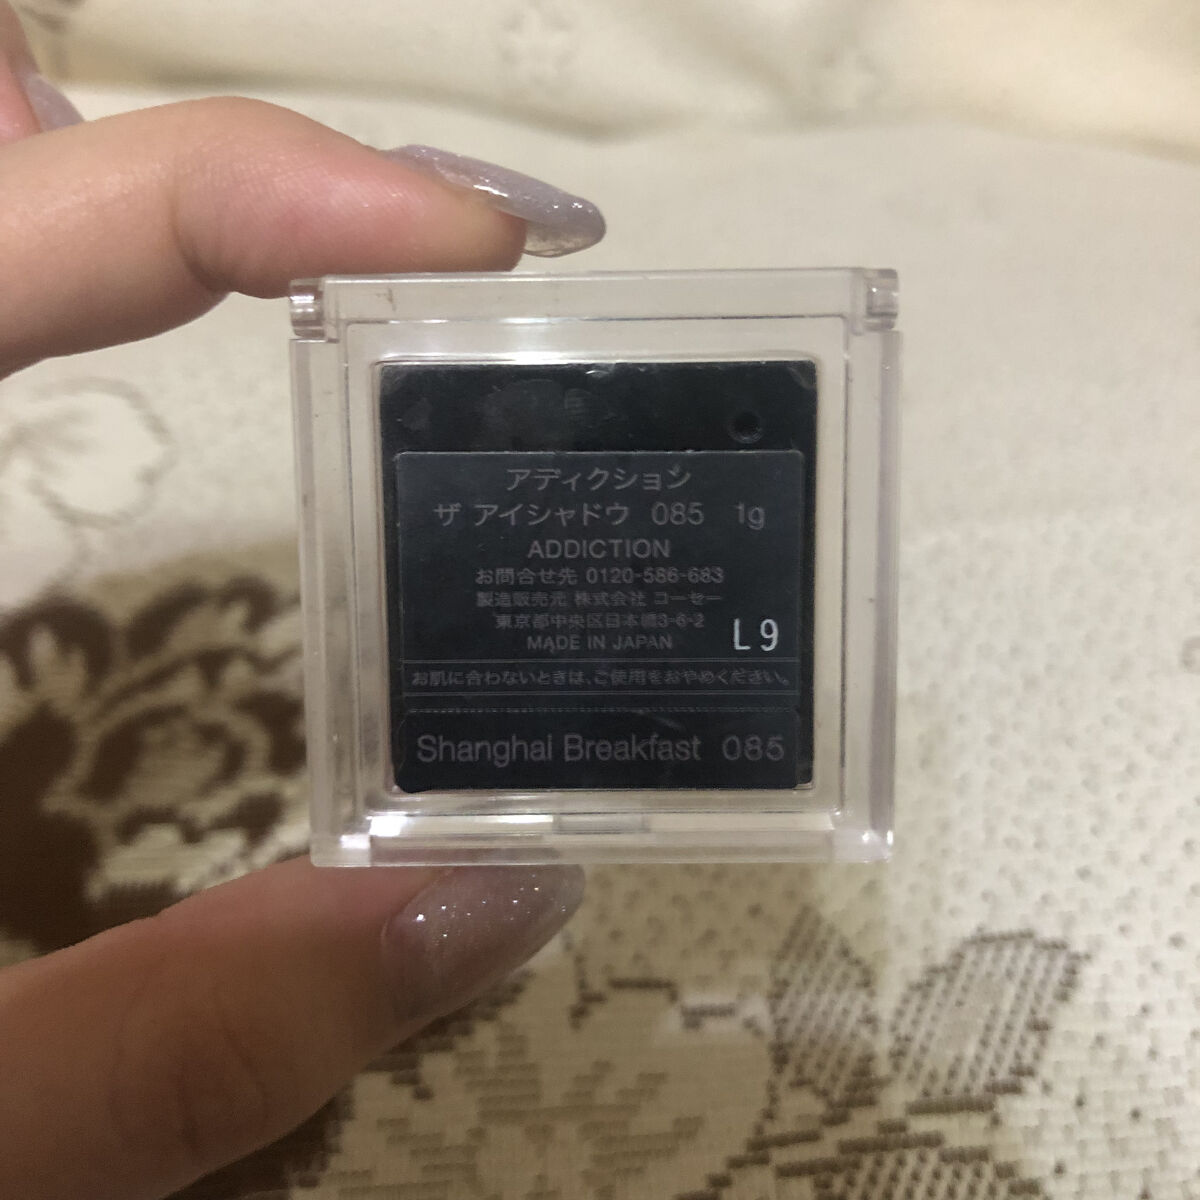 アディクション
ザ アイシャドウ 085 1g
ADDICTION
お問合せ先 0120-586-683
製造販売元 株式会社 コーセー
東京都中央区日本橋3-6-2
MADE IN JAPAN
L9
お肌に合わないときは、ご使用をおやめください。
Shanghai Breakfast 085